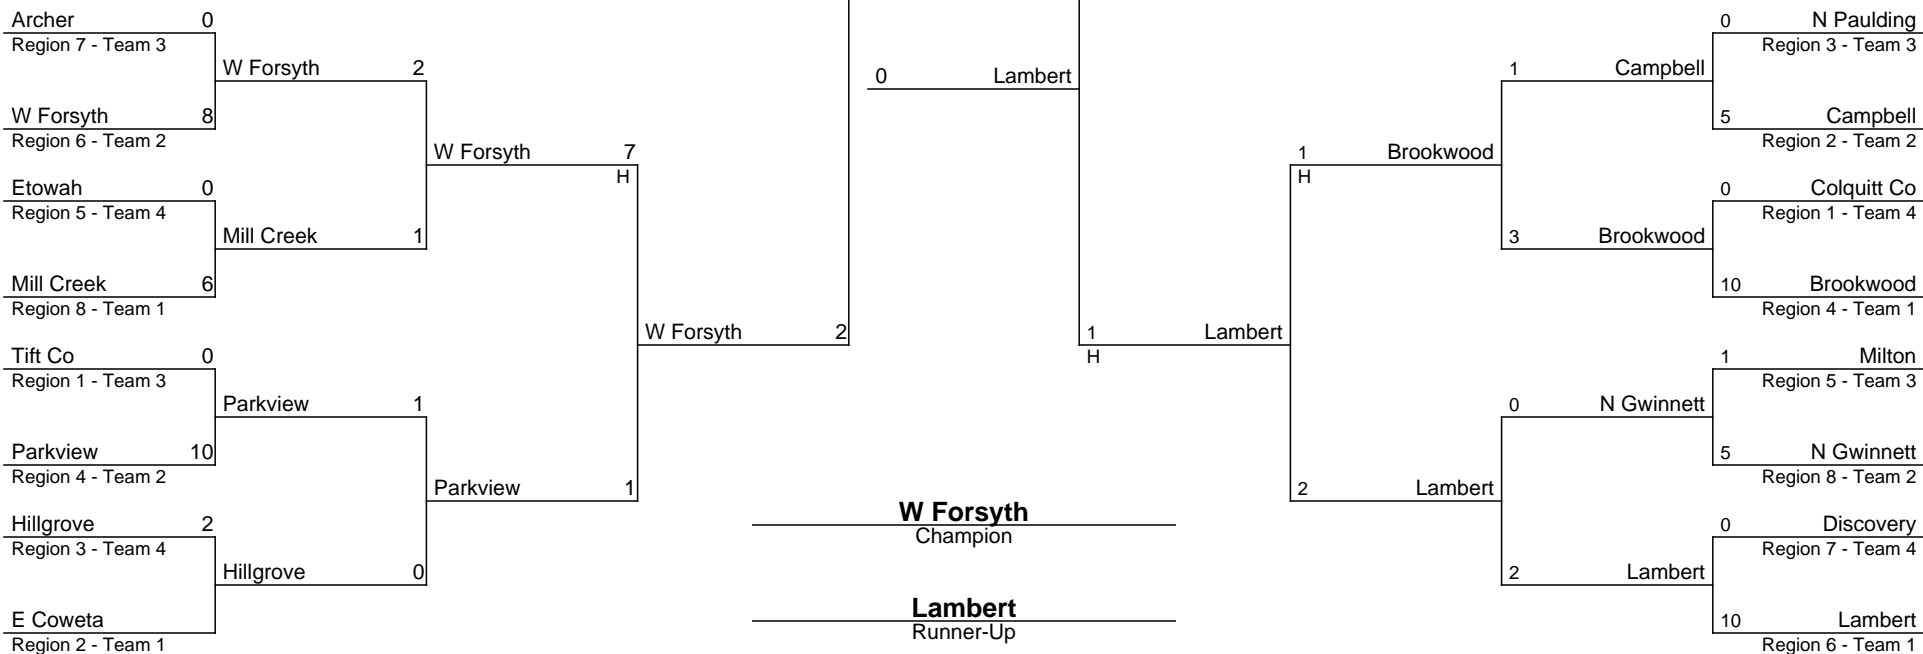 Archer 0
Region 7 - Team 3
W Forsyth 8
Region 6 - Team 2
Etowah 0
Region 5 - Team 4
Mill Creek 6
Region 8 - Team 1
Tift Co 0
Region 1 - Team 3
Parkview 10
Region 4 - Team 2
Hillgrove 2
Region 3 - Team 4
E Coweta
Region 2 - Team 1
W Forsyth 2
Mill Creek 1
Parkview 1
Hillgrove 0
W Forsyth 7
H
Parkview 1
W Forsyth 2
0 Lambert
W Forsyth
Champion
Lambert
Runner-Up
1 Lambert
H
1 Brookwood
H
2 Lambert
1 Campbell
3 Brookwood
0 N Gwinnett
2 Lambert
0 N Paulding
Region 3 - Team 3
5 Campbell
Region 2 - Team 2
0 Colquitt Co
Region 1 - Team 4
10 Brookwood
Region 4 - Team 1
1 Milton
Region 5 - Team 3
5 N Gwinnett
Region 8 - Team 2
0 Discovery
Region 7 - Team 4
10 Lambert
Region 6 - Team 1